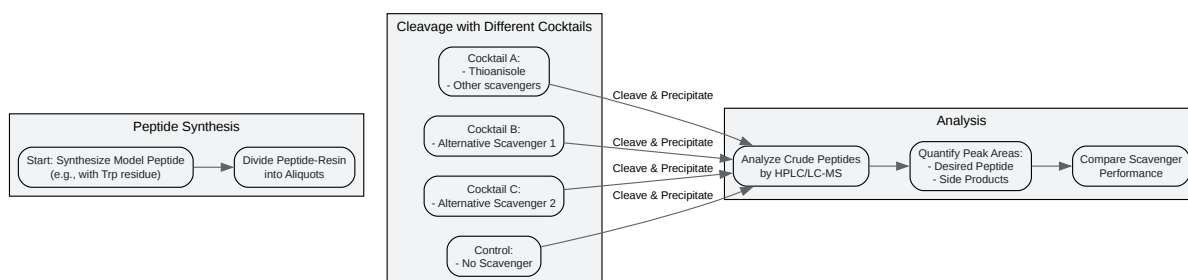 Peptide Synthesis
Start: Synthesize Model Peptide
(e.g., with Trp residue)
Divide Peptide-Resin
into Aliquots
Cleavage with Different Cocktails
Cocktail A:
- Thioanisole
- Other scavengers
Cocktail B:
- Alternative Scavenger 1
Cocktail C:
- Alternative Scavenger 2
Control:
- No Scavenger
Cleave & Precipitate
Cleave & Precipitate
Cleave & Precipitate
Cleave & Precipitate
Analysis
Analyze Crude Peptides
by HPLC/LC-MS
Quantify Peak Areas:
- Desired Peptide
- Side Products
Compare Scavenger
Performance